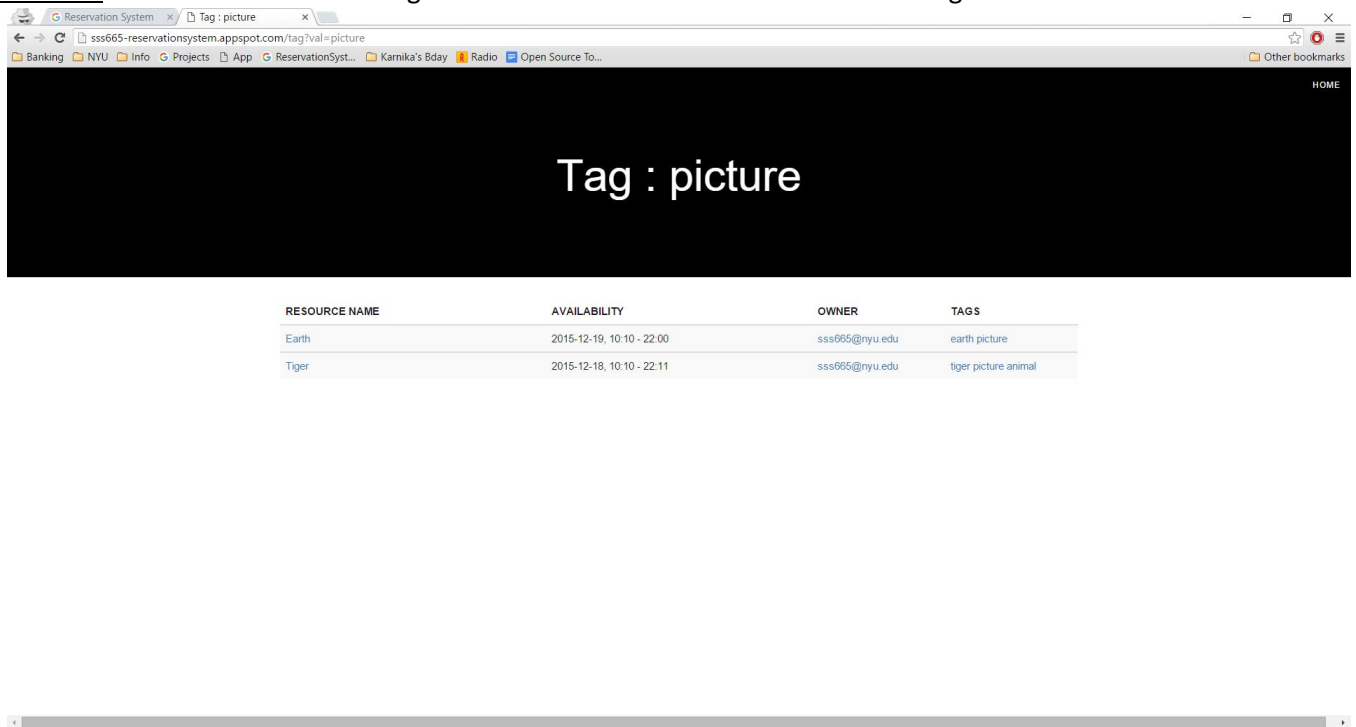 G Reservation System × Tag : picture ×
sss665-reservationsystem.appspot.com/tag?val=picture
Banking NYU Info G Projects App G ReservationSyst... Karnika's Bday Radio Open Source To... Other bookmarks
HOME
Tag : picture
RESOURCE NAME AVAILABILITY OWNER TAGS
Earth 2015-12-19, 10:10 - 22:00 sss665@nyu.edu earth picture
Tiger 2015-12-18, 10:10 - 22:11 sss665@nyu.edu tiger picture animal